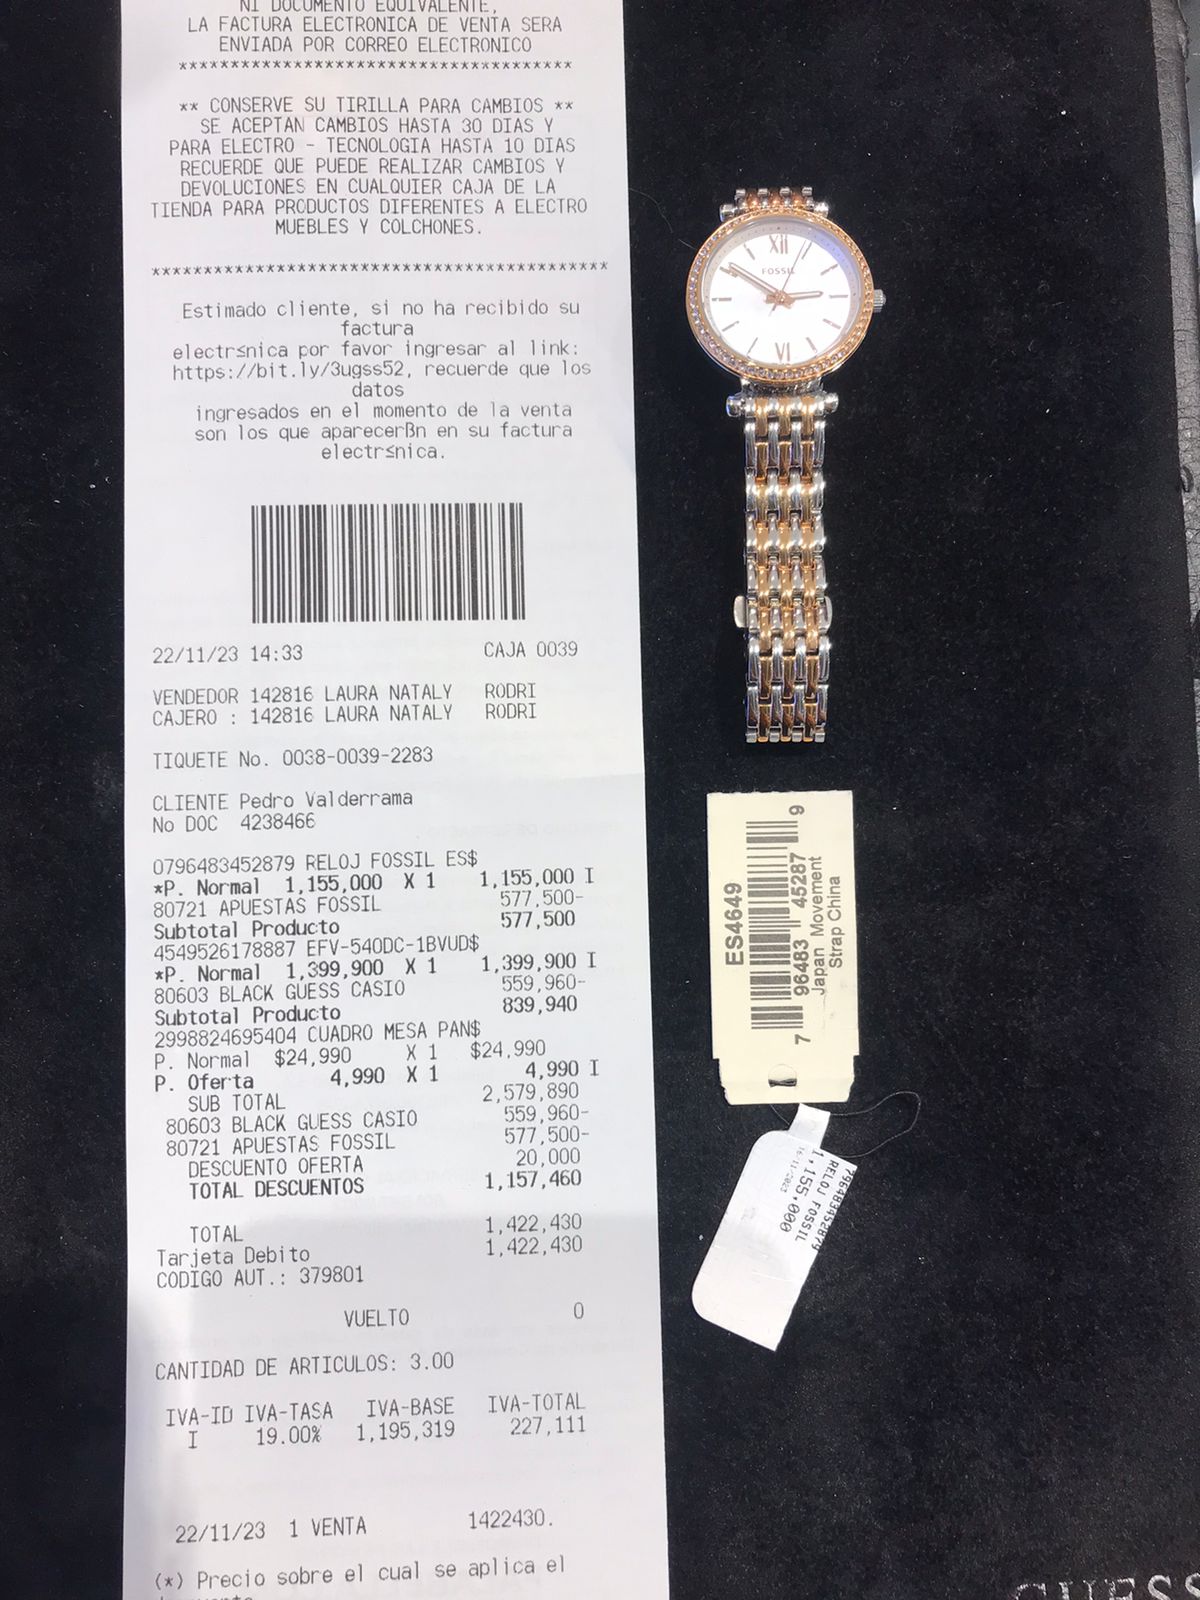 NI DOCUMENTO EQUIVALENTE,
LA FACTURA ELECTRONICA DE VENTA SERA
ENVIADA POR CORREO ELECTRONICO
**************************************
** CONSERVE SU TIRILLA PARA CAMBIOS **
SE ACEPTAN CAMBIOS HASTA 30 DIAS Y
PARA ELECTRO - TECNOLOGIA HASTA 10 DIAS
RECUERDE QUE PUEDE REALIZAR CAMBIOS Y
DEVOLUCIONES EN CUALQUIER CAJA DE LA
TIENDA PARA PRODUCTOS DIFERENTES A ELECTRO
MUEBLES Y COLCHONES.
********************************************
Estimado cliente, si no ha recibido su
factura
electr≤nica por favor ingresar al link:
https://bit.ly/3ugss52, recuerde que los
datos
ingresados en el momento de la venta
son los que aparecerßn en su factura
electr≤nica.
22/11/23 14:33 CAJA 0039
VENDEDOR 142816 LAURA NATALY RODRI
CAJERO : 142816 LAURA NATALY RODRI
TIQUETE No. 0038-0039-2283
CLIENTE Pedro Valderrama
No DOC 4238466
0796483452879 RELOJ FOSSIL ES$
*P. Normal 1,155,000 X 1 1,155,000 I
80721 APUESTAS FOSSIL 577,500-
Subtotal Producto 577,500
4549526178887 EFV-540DC-1BVUD$
*P. Normal 1,399,900 X 1 1,399,900 I
80603 BLACK GUESS CASIO 559,960-
Subtotal Producto 839,940
2998824695404 CUADRO MESA PAN$
P. Normal $24,990 X 1 $24,990
P. Oferta 4,990 X 1 4,990 I
SUB TOTAL 2,579,890
80603 BLACK GUESS CASIO 559,960-
80721 APUESTAS FOSSIL 577,500-
DESCUENTO OFERTA 20,000
TOTAL DESCUENTOS 1,157,460
TOTAL 1,422,430
Tarjeta Debito 1,422,430
CODIGO AUT.: 379801
VUELTO 0
CANTIDAD DE ARTICULOS: 3.00
IVA-ID IVA-TASA IVA-BASE IVA-TOTAL
I 19.00% 1,195,319 227,111
22/11/23 1 VENTA 1422430.
(*) Precio sobre el cual se aplica el
XII
FOSSIL
VI
ES4649
7 96483 45287 9
Japan Movement
Strap China
796483452879
RELOJ FOSSIL
1,155,000
GUESS